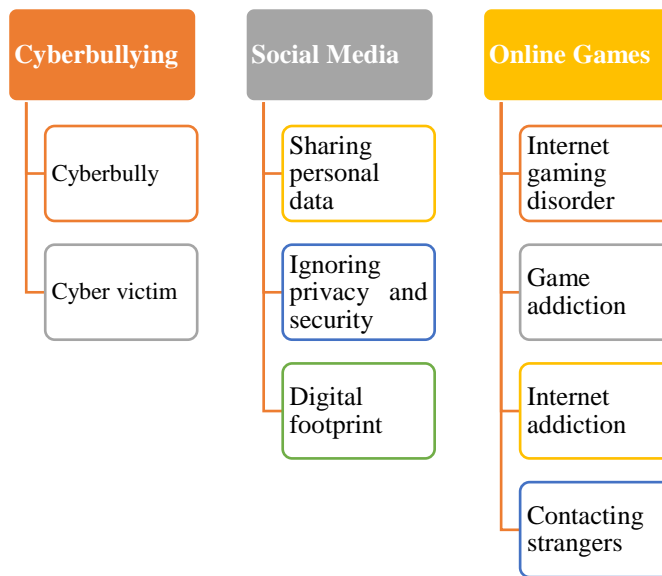 Cyberbullying
Cyberbully
Cyber victim
Social Media
Sharing
personal
data
Ignoring
privacy and
security
Digital
footprint
Online Games
Internet
gaming
disorder
Game
addiction
Internet
addiction
Contacting
strangers